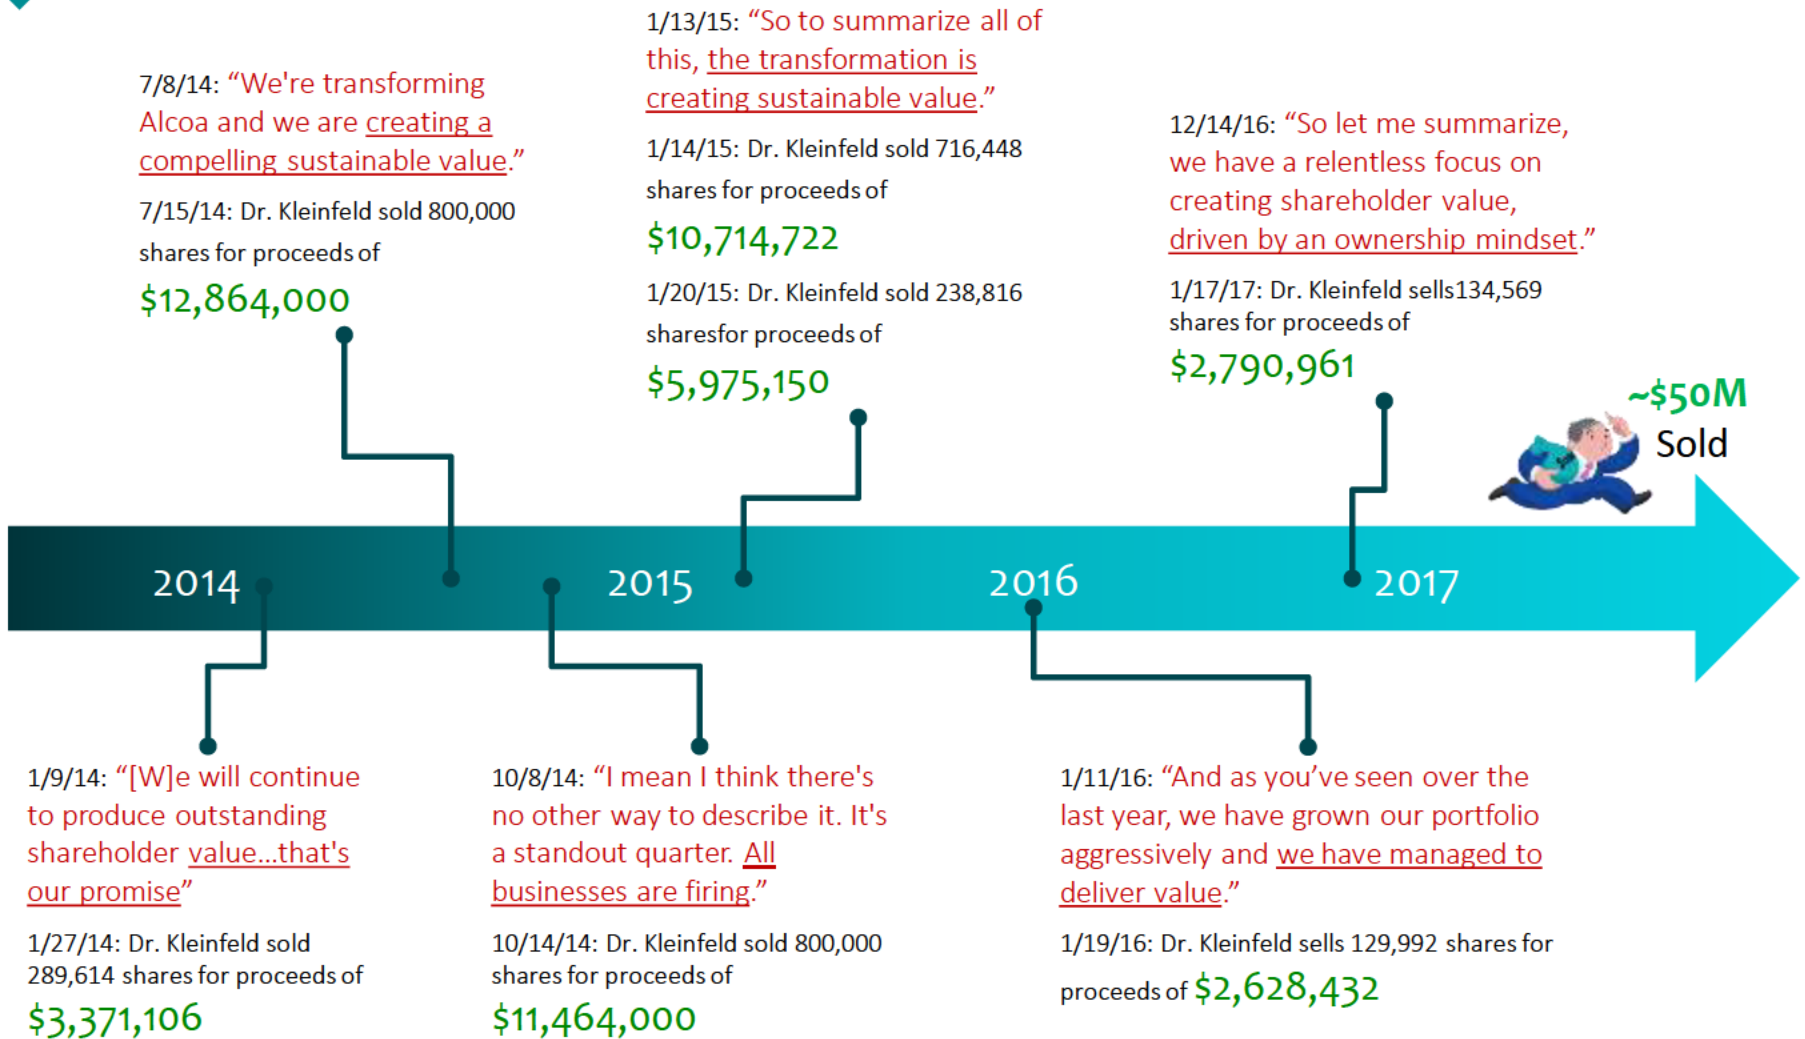 7/8/14: “We're transforming
Alcoa and we are creating a
compelling sustainable value.”
7/15/14: Dr. Kleinfeld sold 800,000
shares for proceeds of
$12,864,000
1/13/15: “So to summarize all of
this, the transformation is
creating sustainable value.”
1/14/15: Dr. Kleinfeld sold 716,448
shares for proceeds of
$10,714,722
1/20/15: Dr. Kleinfeld sold 238,816
sharesfor proceeds of
$5,975,150
12/14/16: “So let me summarize,
we have a relentless focus on
creating shareholder value,
driven by an ownership mindset.”
1/17/17: Dr. Kleinfeld sells134,569
shares for proceeds of
$2,790,961
~$50M
Sold
2014
2015
2016
2017
1/9/14: “[W]e will continue
to produce outstanding
shareholder value...that's
our promise”
1/27/14: Dr. Kleinfeld sold
289,614 shares for proceeds of
$3,371,106
10/8/14: “I mean I think there's
no other way to describe it. It's
a standout quarter. All
businesses are firing.”
10/14/14: Dr. Kleinfeld sold 800,000
shares for proceeds of
$11,464,000
1/11/16: “And as you’ve seen over the
last year, we have grown our portfolio
aggressively and we have managed to
deliver value.”
1/19/16: Dr. Kleinfeld sells 129,992 shares for
proceeds of $2,628,432